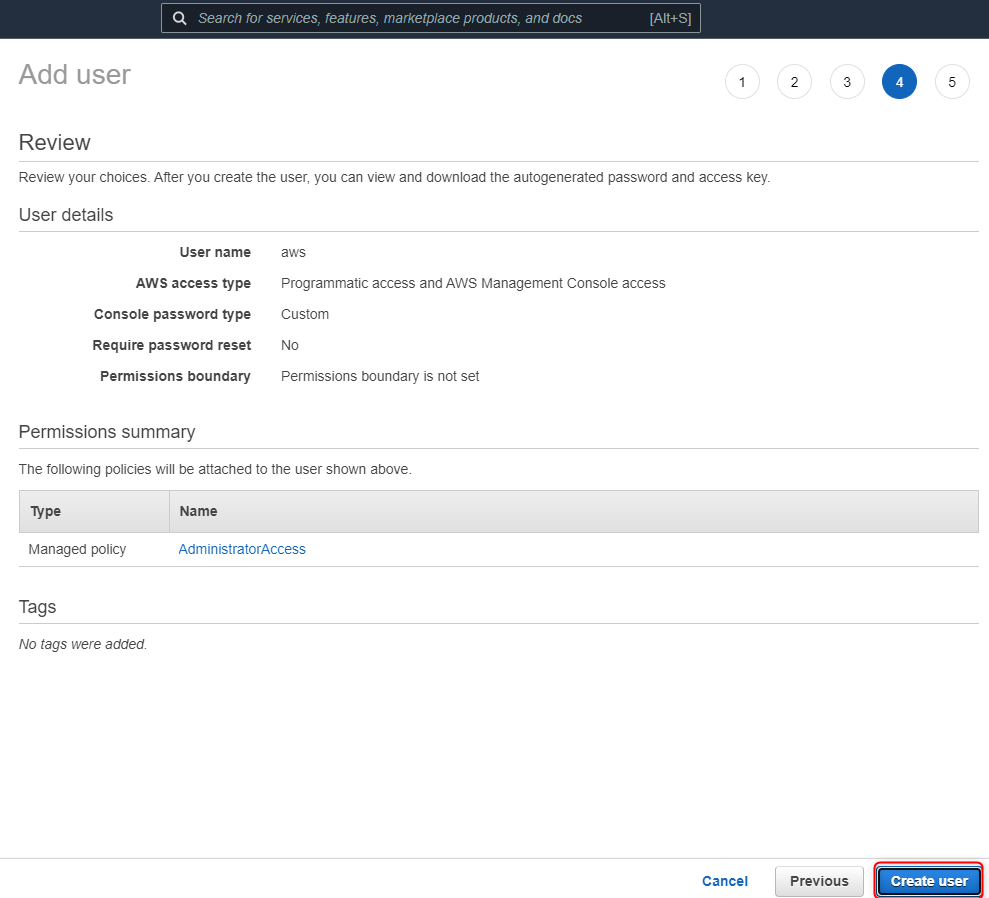 Search for services, features, marketplace products, and docs [Alt+S]
Add user
1 2 3 4 5
Review
Review your choices. After you create the user, you can view and download the autogenerated password and access key.
User details
User name aws
AWS access type Programmatic access and AWS Management Console access
Console password type Custom
Require password reset No
Permissions boundary Permissions boundary is not set
Permissions summary
The following policies will be attached to the user shown above.
Type Name
Managed policy AdministratorAccess
Tags
No tags were added.
Cancel Previous Create user